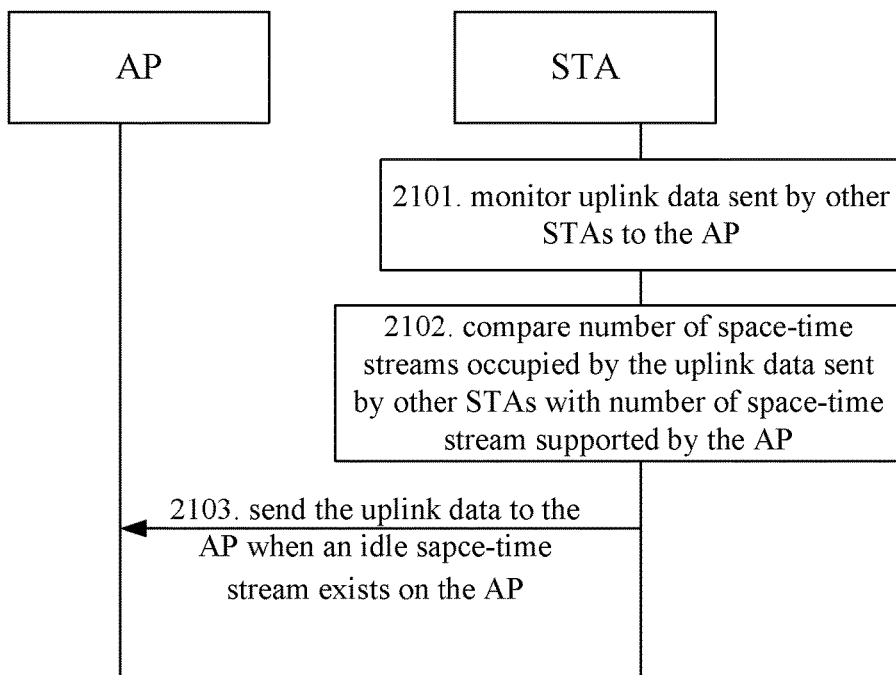 AP
STA
2101. monitor uplink data sent by other
STAs to the AP
2102. compare number of space-time
streams occupied by the uplink data sent
by other STAs with number of space-time
stream supported by the AP
2103. send the uplink data to the
AP when an idle sapce-time
stream exists on the AP